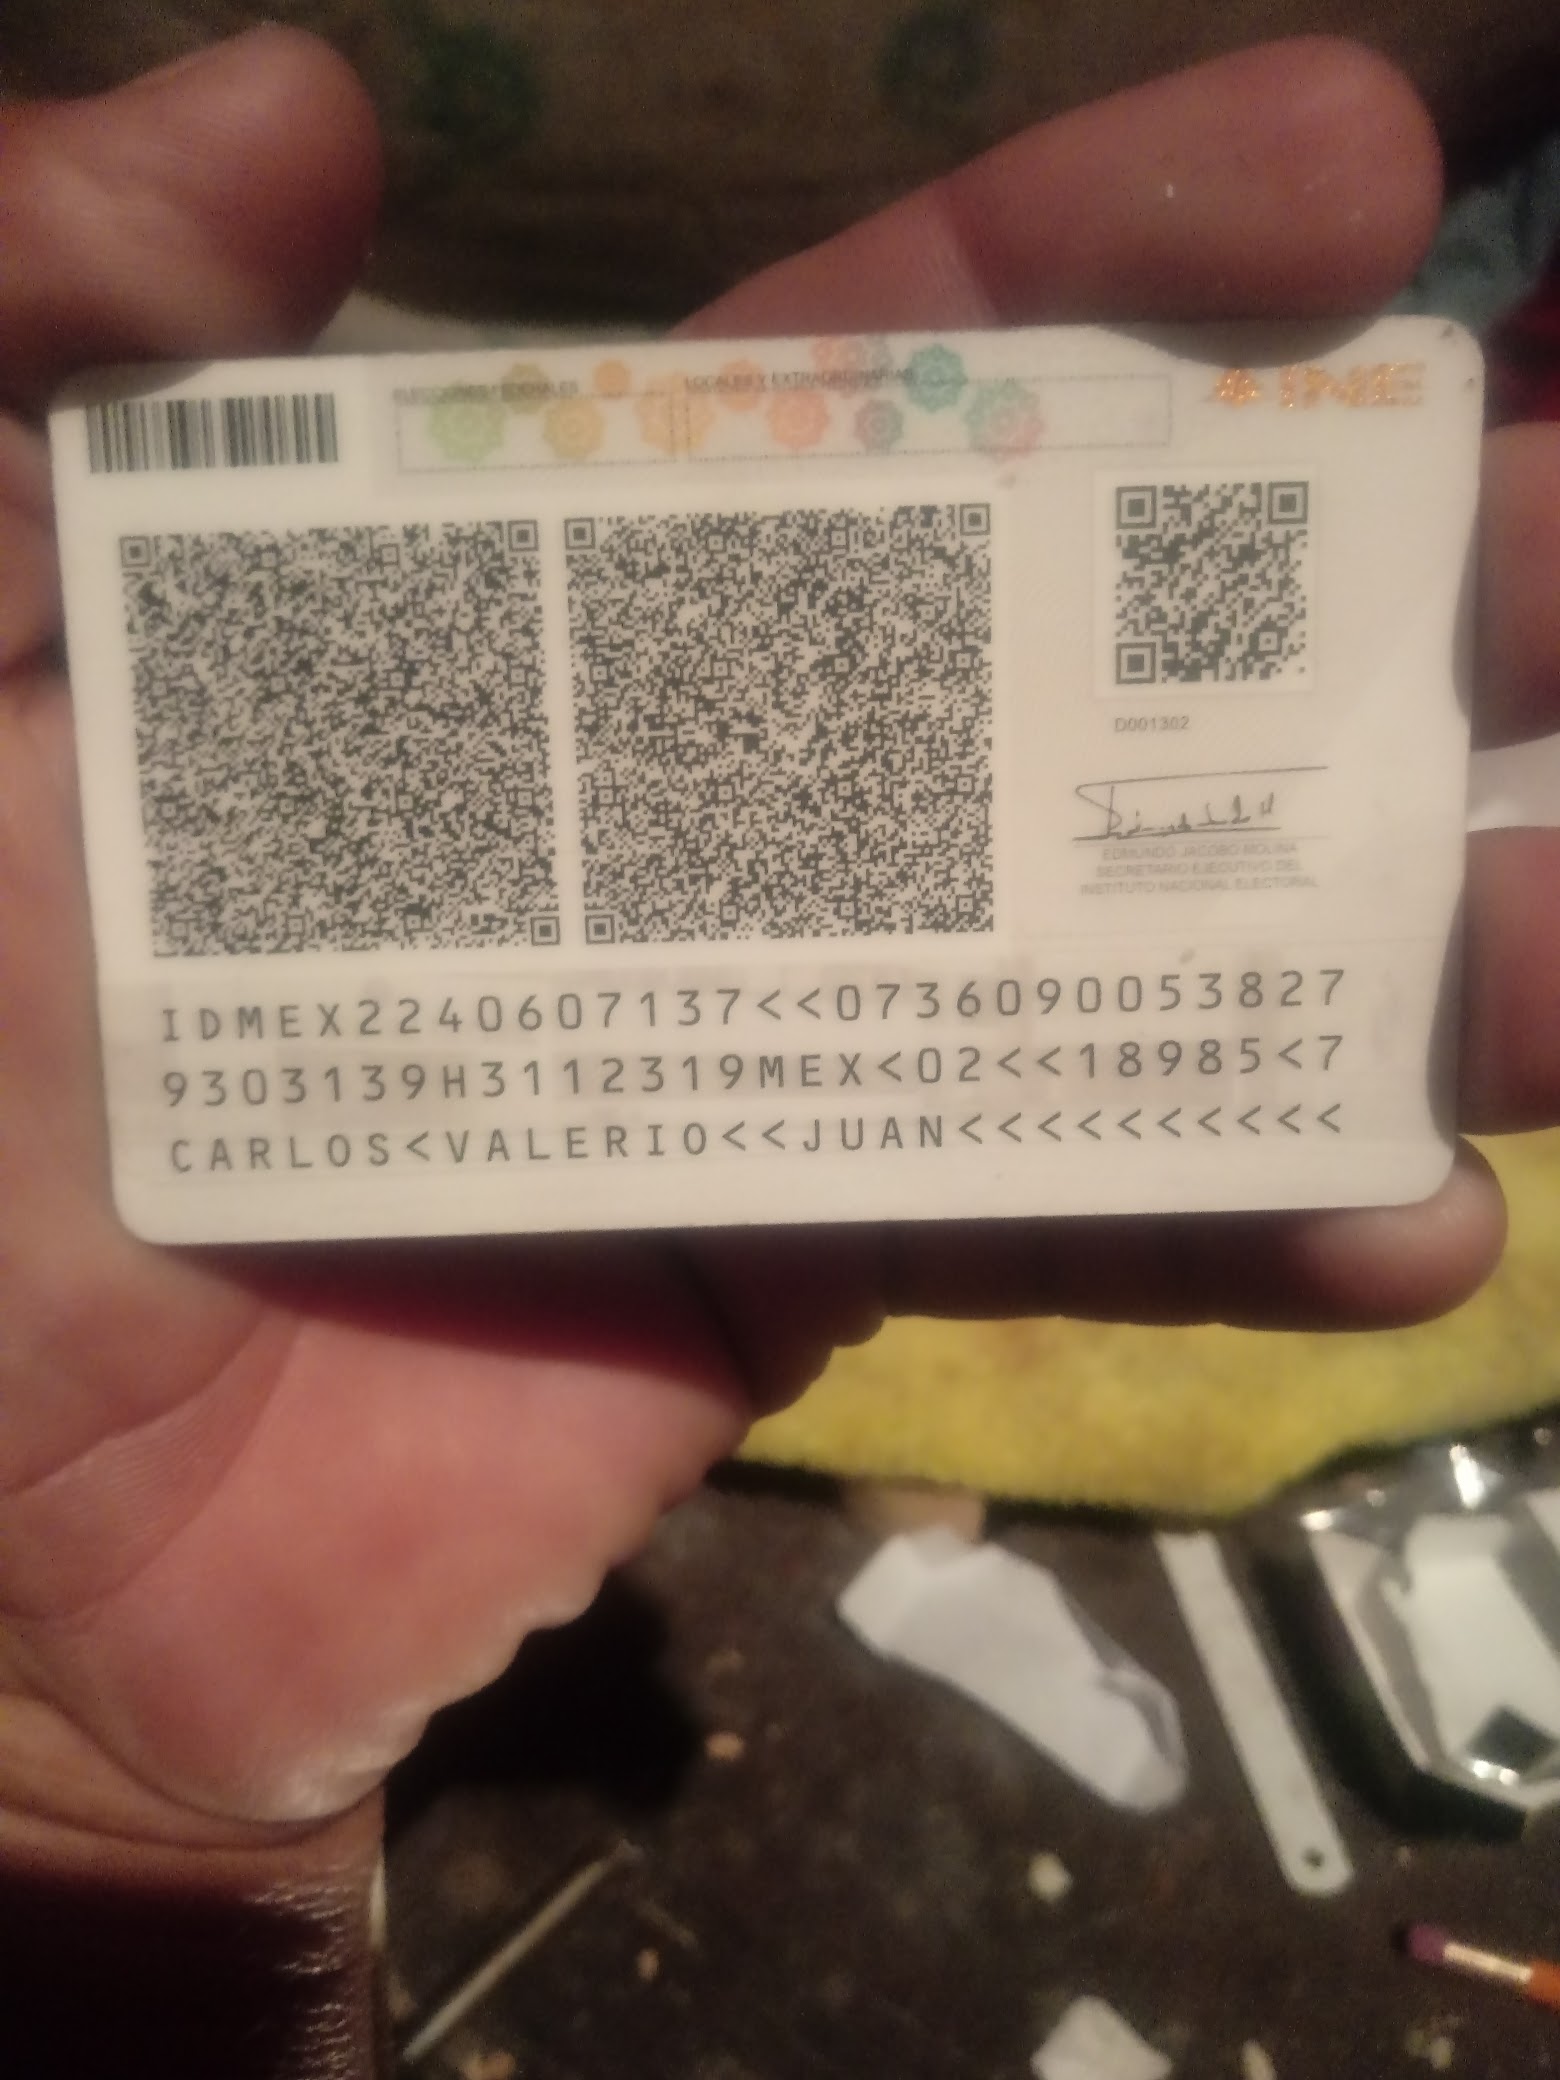 ELECCIONES FEDERALES
LOCALES Y EXTRAORDINARIAS
INE
D001302
EDMUNDO JACOBO MOLINA
SECRETARIO EJECUTIVO DEL
INSTITUTO NACIONAL ELECTORAL
IDMEX2240607137<<0736090053827
9303139H3112319MEX<02<<18985<7
CARLOS<VALERIO<<JUAN<<<<<<<<<<